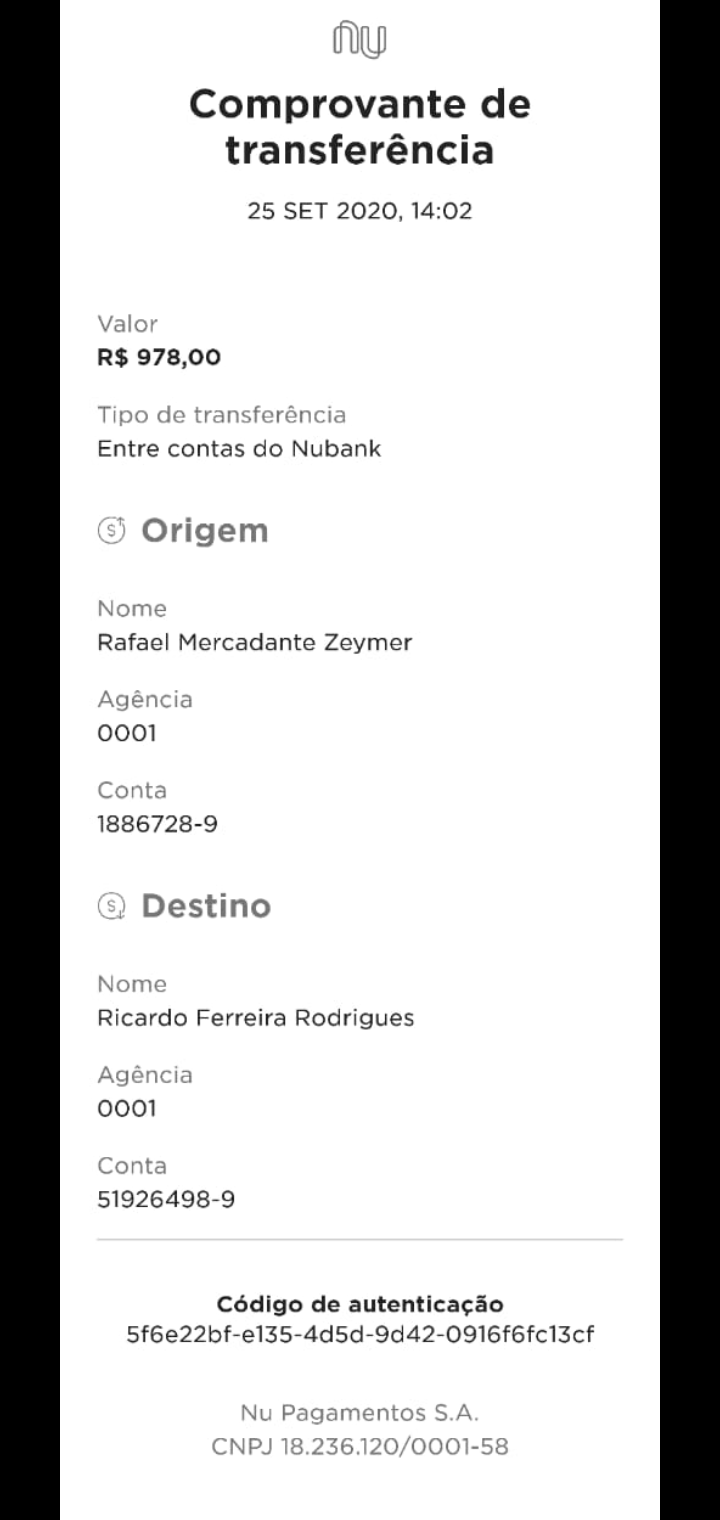 nu
Comprovante de
transferência
25 SET 2020, 14:02
Valor
R$ 978,00
Tipo de transferência
Entre contas do Nubank
Origem
Nome
Rafael Mercadante Zeymer
Agência
0001
Conta
1886728-9
Destino
Nome
Ricardo Ferreira Rodrigues
Agência
0001
Conta
51926498-9
Código de autenticação
5f6e22bf-e135-4d5d-9d42-0916f6fc13cf
Nu Pagamentos S.A.
CNPJ 18.236.120/0001-58